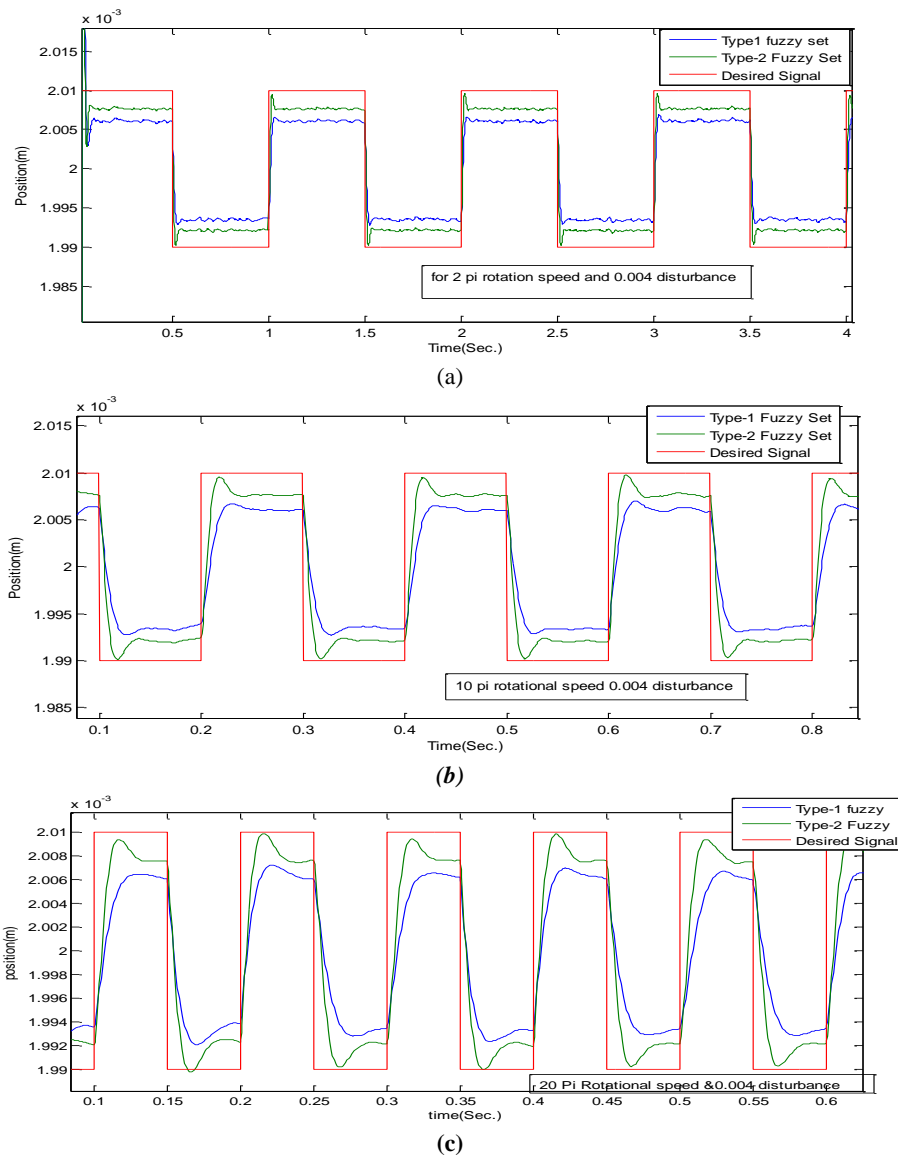 x 10⁻³
2.015
2.01
2.005
2
1.995
1.99
1.985
Position(m)
Type1 fuzzy set
Type-2 Fuzzy Set
Desired Signal
for 2 pi rotation speed and 0.004 disturbance
0.5 1 1.5 2 2.5 3 3.5 4
Time(Sec.)
(a)
x 10⁻³
2.015
2.01
2.005
2
1.995
1.99
1.985
Position(m)
Type-1 Fuzzy Set
Type-2 Fuzzy Set
Desired Signal
10 pi rotational speed 0.004 disturbance
0.1 0.2 0.3 0.4 0.5 0.6 0.7 0.8
Time(Sec.)
(b)
x 10⁻³
2.01
2.008
2.006
2.004
2.002
2
1.998
1.996
1.994
1.992
1.99
position(m)
Type-1 fuzzy
Type-2 Fuzzy
Desired Signal
20 Pi Rotational speed &0.004 disturbance
0.1 0.15 0.2 0.25 0.3 0.35 0.4 0.45 0.5 0.55 0.6
time(Sec.)
(c)